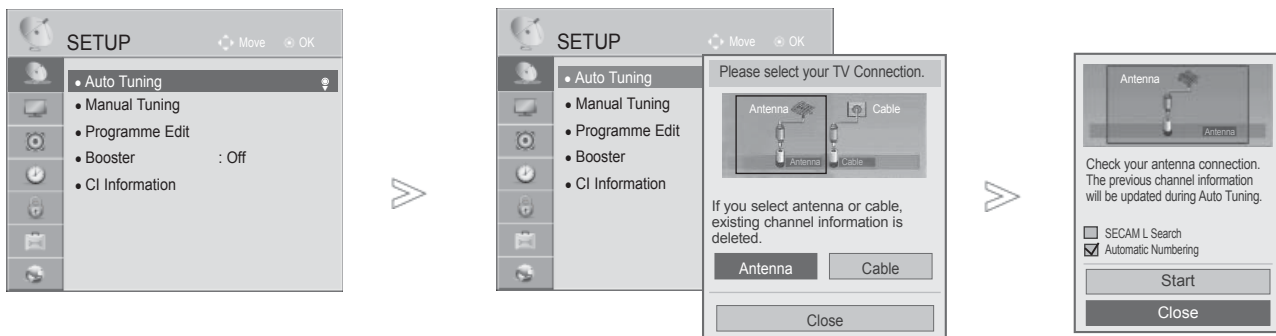 SETUP
Move OK
• Auto Tuning
• Manual Tuning
• Programme Edit
• Booster : Off
• CI Information
SETUP
Move OK
• Auto Tuning
• Manual Tuning
• Programme Edit
• Booster
• CI Information
Please select your TV Connection.
Antenna Cable
Antenna Cable
If you select antenna or cable,
existing channel information is
deleted.
Antenna Cable
Close
Antenna
Antenna
Check your antenna connection.
The previous channel information
will be updated during Auto Tuning.
SECAM L Search
Automatic Numbering
Start
Close